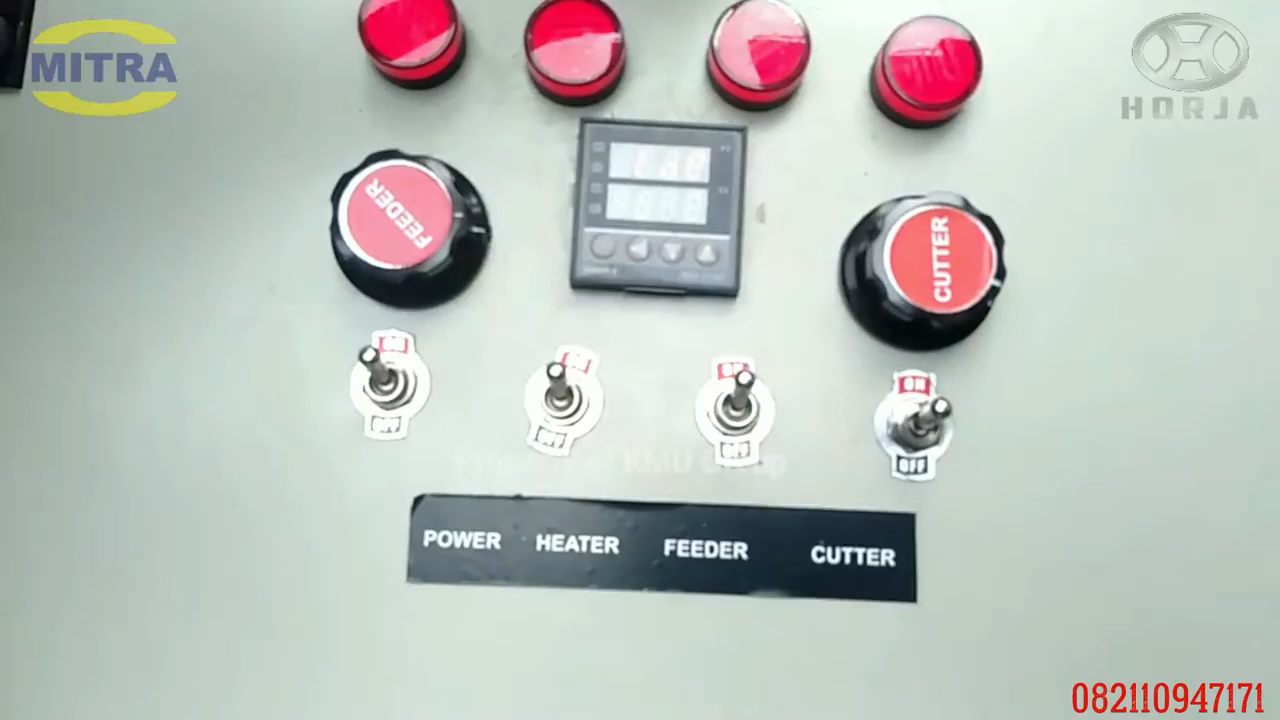 MITRA
HORJA
FEEDER
CUTTER
ON
ON
ON
ON
OFF
OFF
OFF
OFF
POWER HEATER FEEDER CUTTER
082110947171